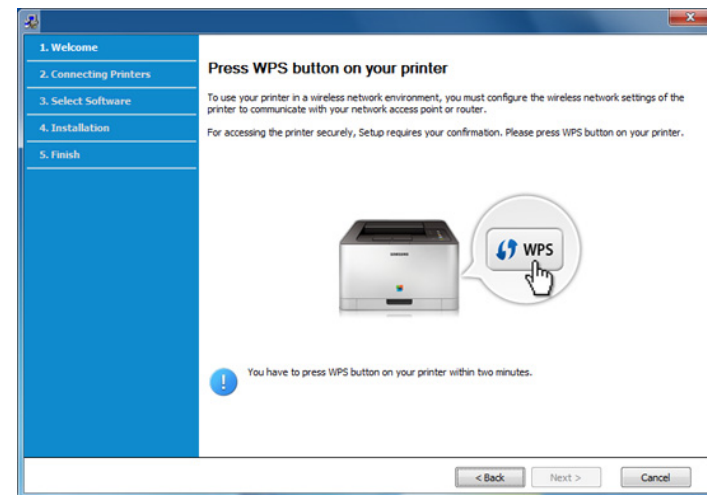 1. Welcome
2. Connecting Printers
3. Select Software
4. Installation
5. Finish
Press WPS button on your printer
To use your printer in a wireless network environment, you must configure the wireless network settings of the
printer to communicate with your network access point or router.
For accessing the printer securely, Setup requires your confirmation. Please press WPS button on your printer.
SAMSUNG
WPS
You have to press WPS button on your printer within two minutes.
< Back
Next >
Cancel